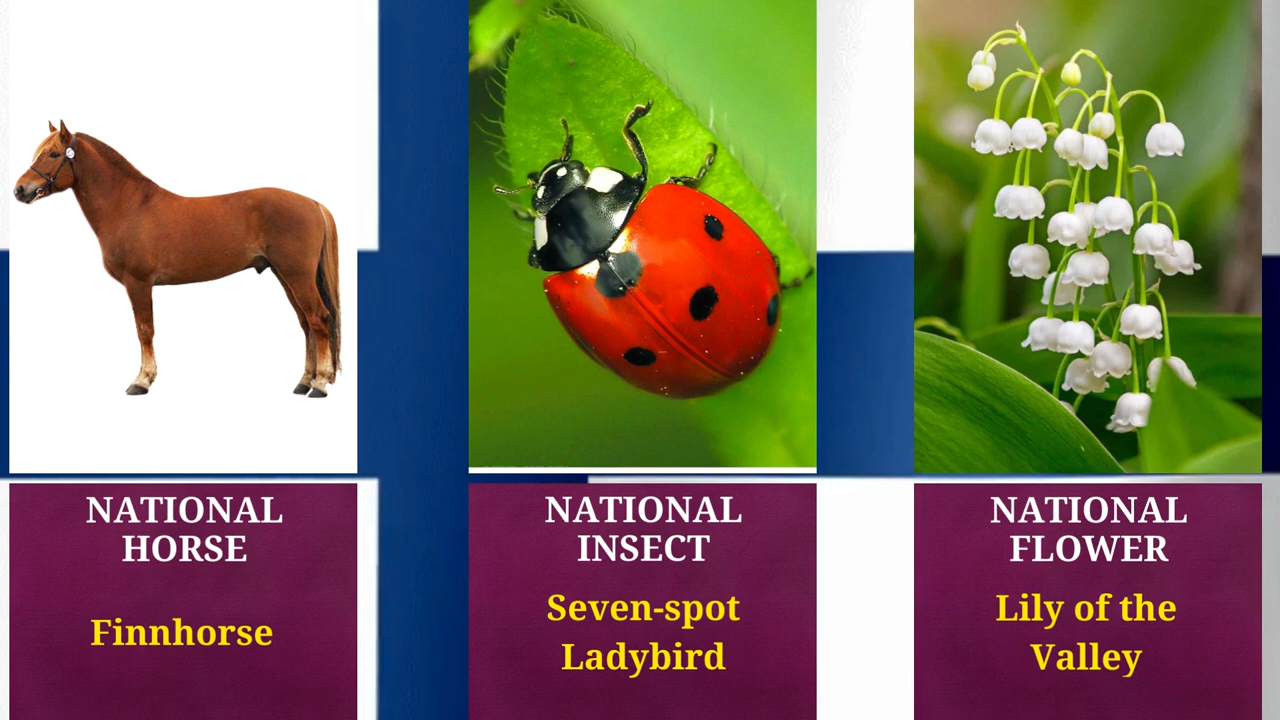 NATIONAL
HORSE
Finnhorse
NATIONAL
INSECT
Seven-spot
Ladybird
NATIONAL
FLOWER
Lily of the
Valley